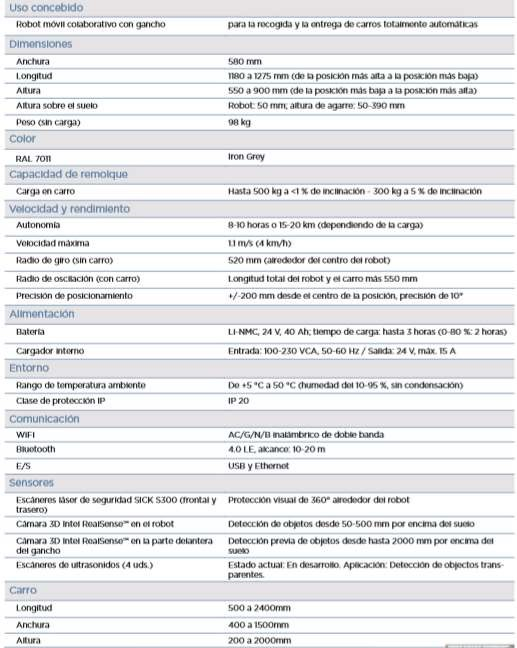 Uso concebido
Robot móvil colaborativo con gancho para la recogida y la entrega de carros totalmente automáticas
Dimensiones
Anchura 580 mm
Longitud 1180 a 1275 mm (de la posición más alta a la posición más baja)
Altura 550 a 900 mm (de la posición más baja a la posición más alta)
Altura sobre el suelo Robot: 50 mm; altura de agarre: 50-390 mm
Peso (sin carga) 98 kg
Color
RAL 7011 Iron Grey
Capacidad de remolque
Carga en carro Hasta 500 kg a <1 % de inclinación - 300 kg a 5 % de inclinación
Velocidad y rendimiento
Autonomía 8-10 horas o 15-20 km (dependiendo de la carga)
Velocidad máxima 1.1 m/s (4 km/h)
Radio de giro (sin carro) 520 mm (alrededor del centro del robot)
Radio de oscilación (con carro) Longitud total del robot y el carro más 550 mm
Precisión de posicionamiento +/-200 mm desde el centro de la posición, precisión de 10°
Alimentación
Batería Li-NMC, 24 V, 40 Ah; tiempo de carga: hasta 3 horas (0-80 %: 2 horas)
Cargador interno Entrada: 100-230 VCA, 50-60 Hz / Salida: 24 V, máx. 15 A
Entorno
Rango de temperatura ambiente De +5 °C a 50 °C (humedad del 10-95 %, sin condensación)
Clase de protección IP IP 20
Comunicación
WiFi AC/G/N/B inalámbrico de doble banda
Bluetooth 4.0 LE, alcance: 10-20 m
E/S USB y Ethernet
Sensores
Escáneres láser de seguridad SICK S300 (frontal y Protección visual de 360° alrededor del robot
trasero)
Cámara 3D Intel RealSense™ en el robot Detección de objetos desde 50-500 mm por encima del suelo
Cámara 3D Intel RealSense™ en la parte delantera Detección previa de objetos desde hasta 2000 mm por encima del
del gancho suelo
Escáneres de ultrasonidos (4 uds.) Estado actual: En desarrollo. Aplicación: Detección de objectos trans-
parentes.
Carro
Longitud 500 a 2400mm
Anchura 400 a 1500mm
Altura 200 a 2000mm